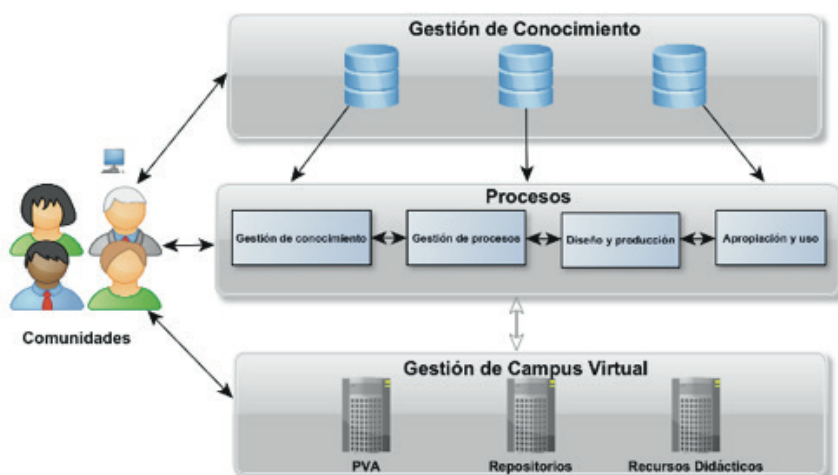 Gestión de Conocimiento
Procesos
Gestión de conocimiento
Gestión de procesos
Diseño y producción
Apropiación y uso
Comunidades
Gestión de Campus Virtual
PVA
Repositorios
Recursos Didácticos